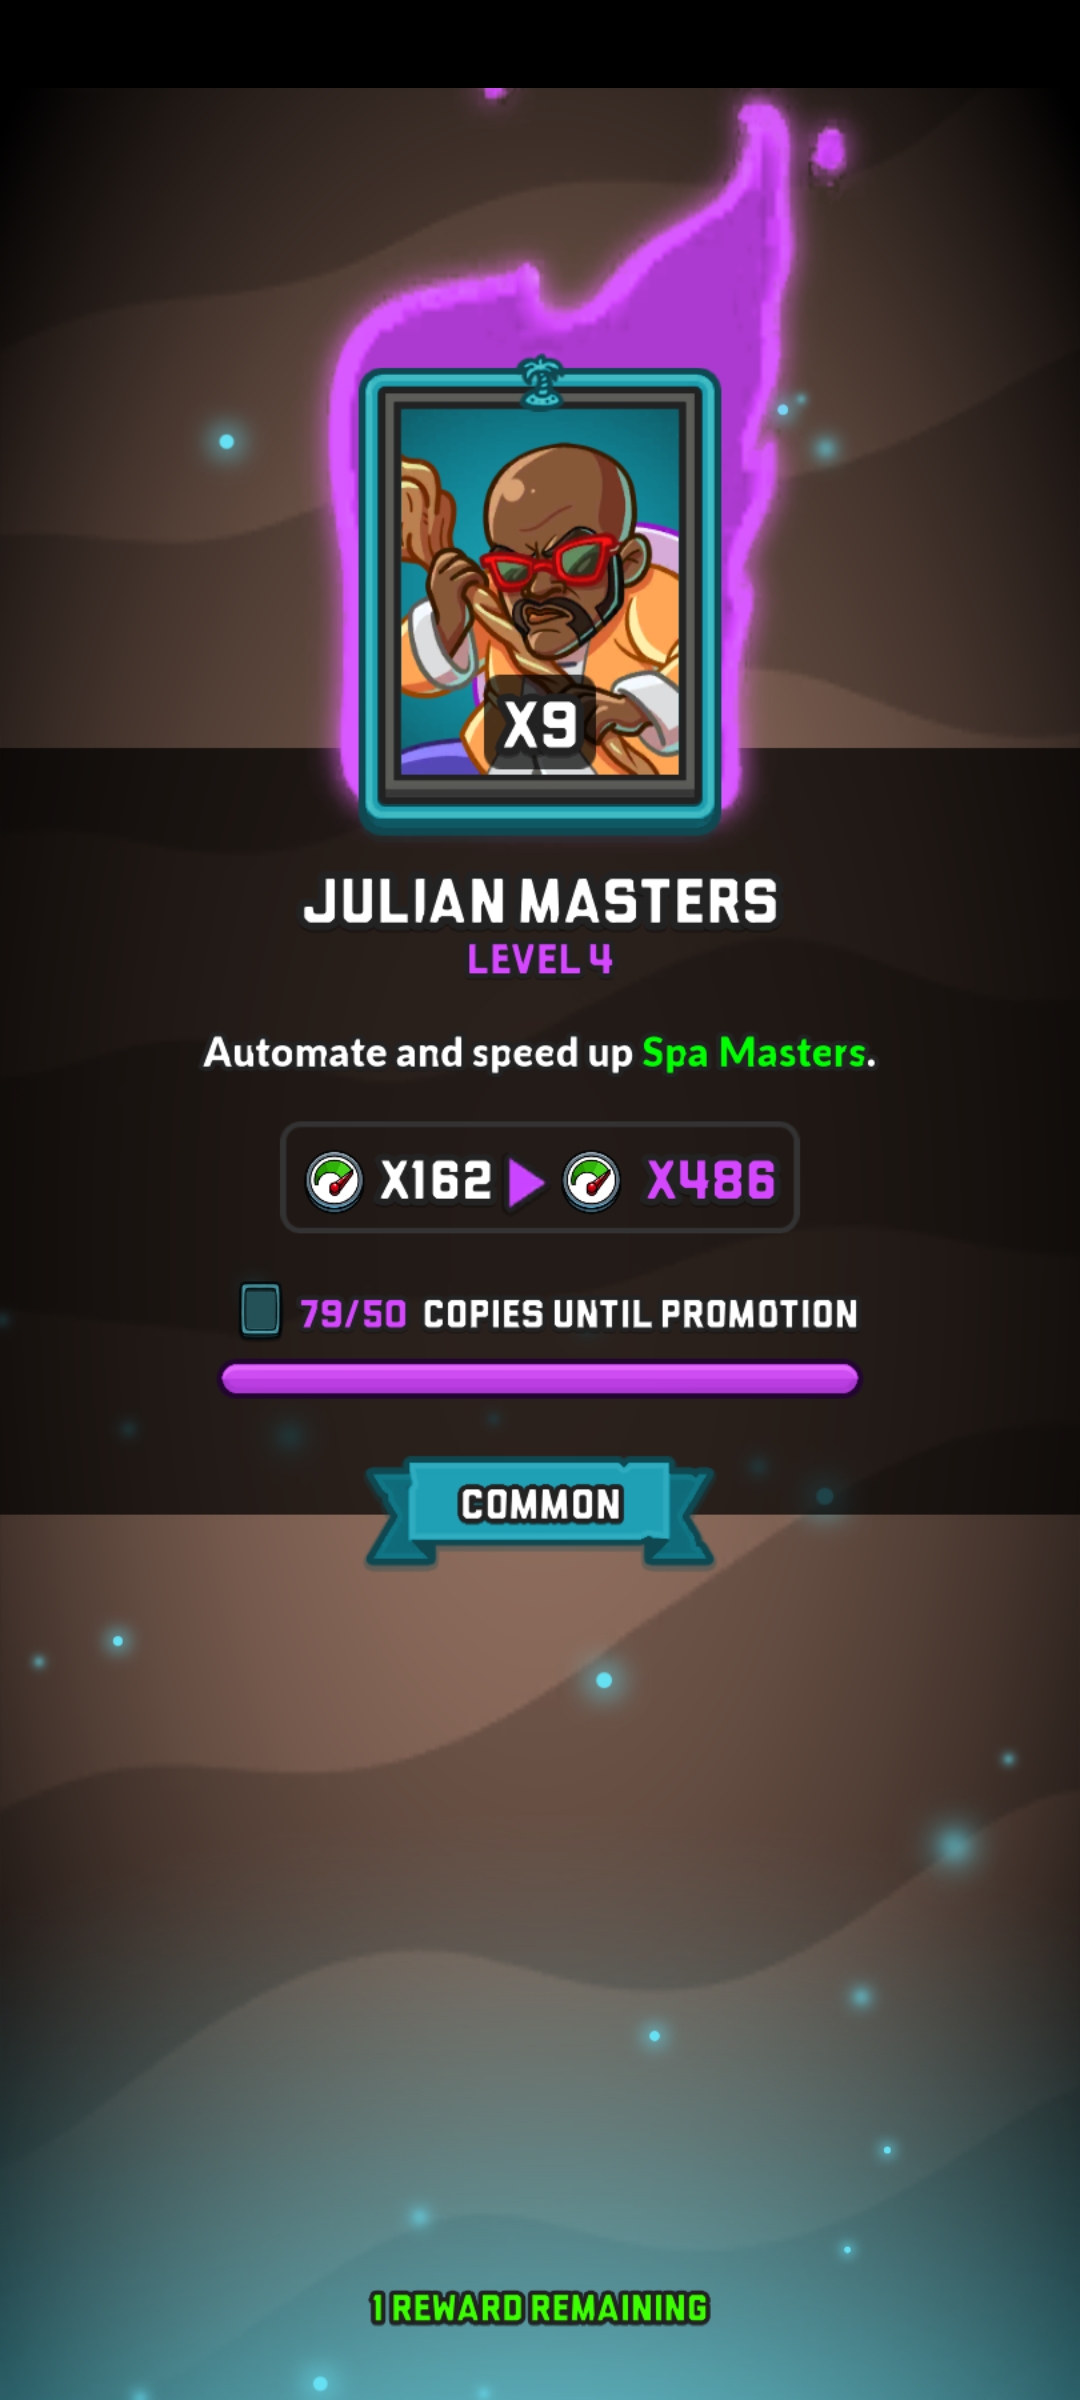 X9
JULIAN MASTERS
LEVEL 4
Automate and speed up Spa Masters.
X162 X486
79/50 COPIES UNTIL PROMOTION
COMMON
1 REWARD REMAINING